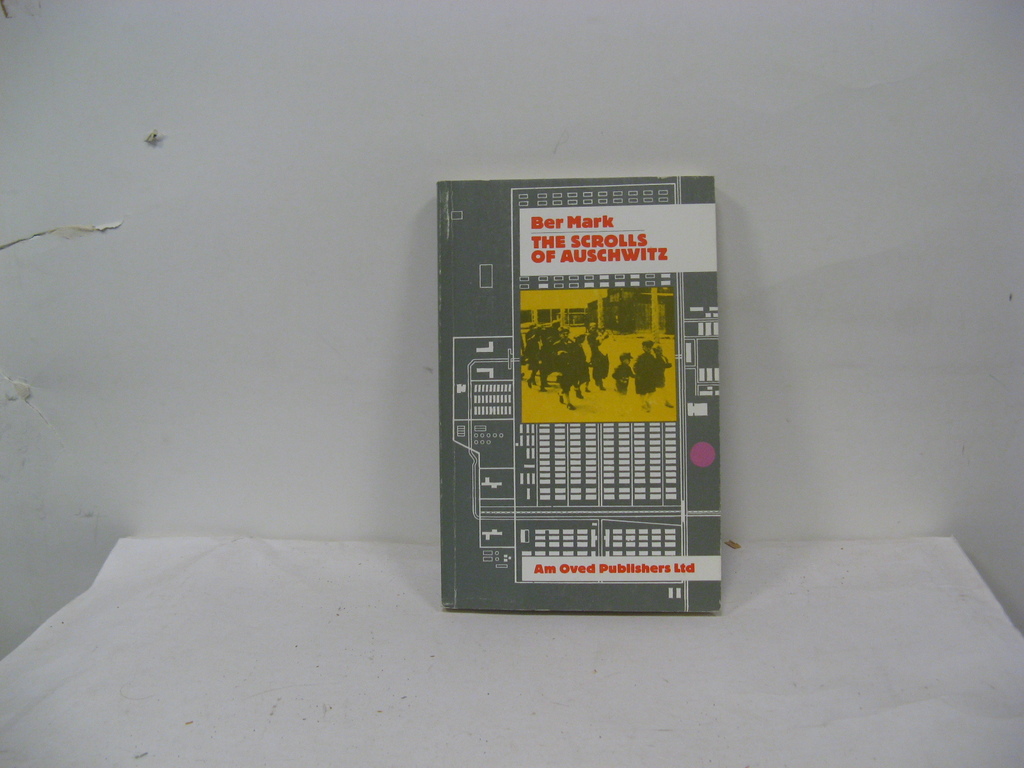 Ber Mark
THE SCROLLS
OF AUSCHWITZ
Am Oved Publishers Ltd